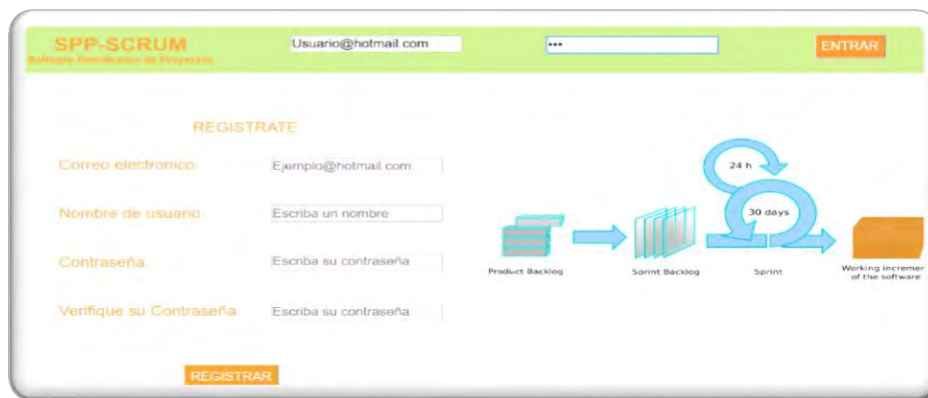 SPP-SCRUM
Software Planificador de Proyectos
Usuario@hotmail.com
•••
ENTRAR
REGISTRATE
Correo electronico:
Ejemplo@hotmail.com
Nombre de usuario:
Escriba un nombre
Contraseña:
Escriba su contraseña
Verifique su Contraseña:
Escriba su contraseña
REGISTRAR
24 h
30 days
Product Backlog
Sprint Backlog
Sprint
Working incremen
of the software